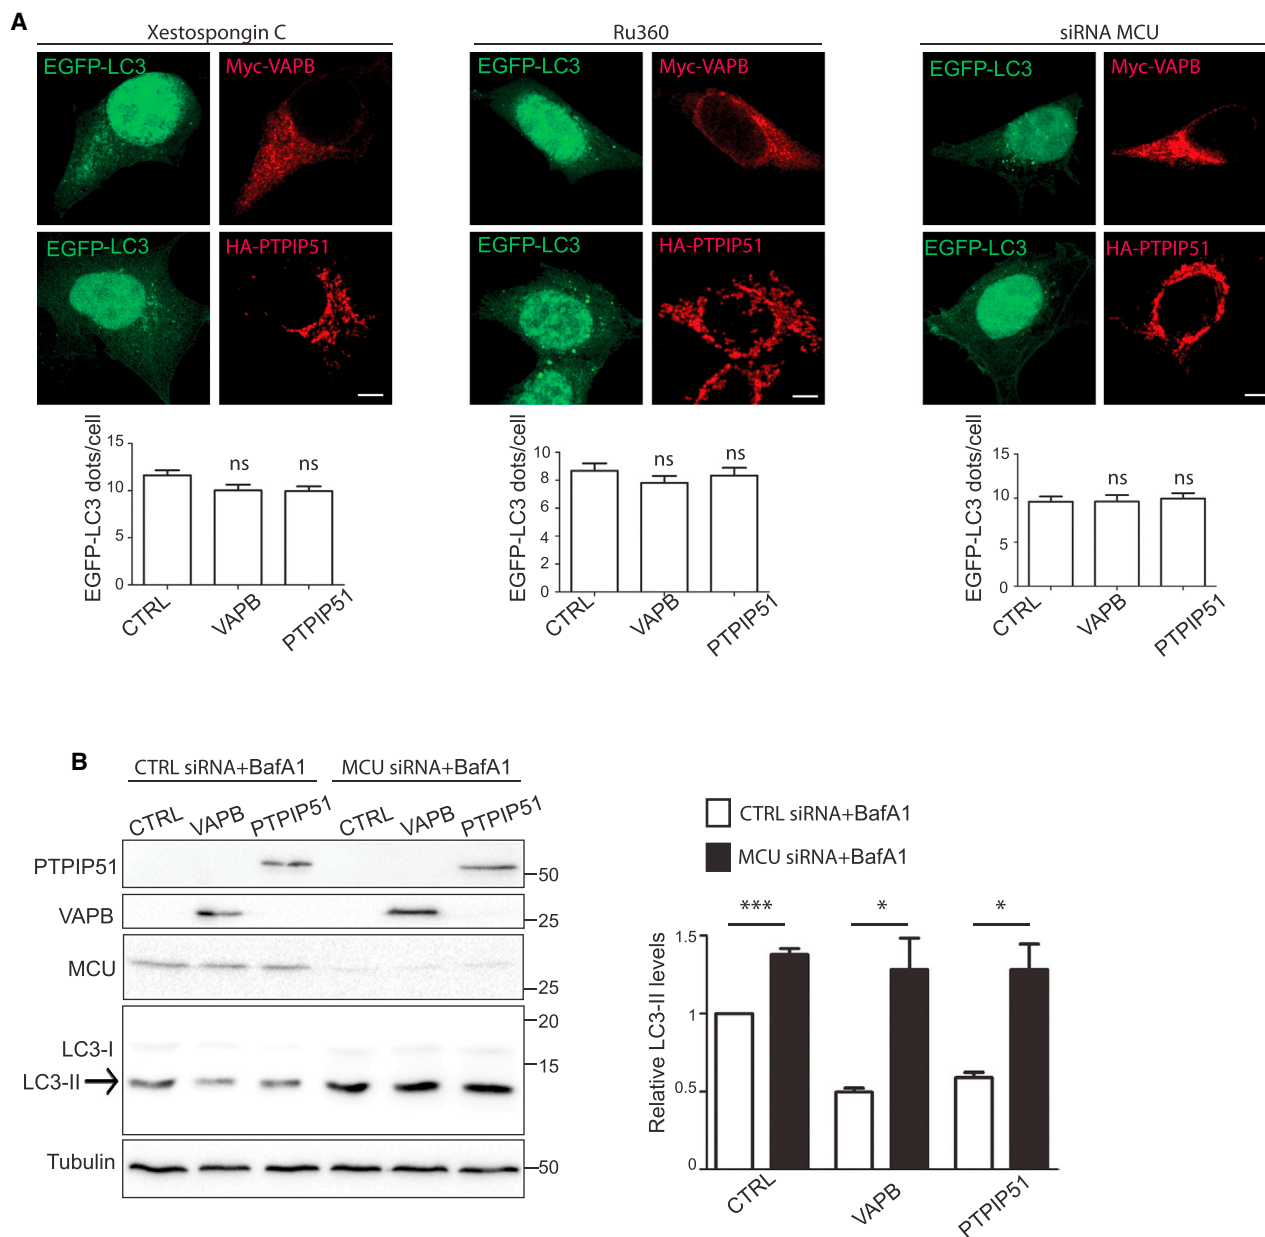 A
Xestospongin C
Ru360
siRNA MCU
EGFP-LC3
Myc-VAPB
EGFP-LC3
Myc-VAPB
EGFP-LC3
Myc-VAPB
EGFP-LC3
HA-PTPIP51
EGFP-LC3
HA-PTPIP51
EGFP-LC3
HA-PTPIP51
EGFP-LC3 dots/cell
15
10
5
0
ns
ns
CTRL
VAPB
PTPIP51
EGFP-LC3 dots/cell
10
8
6
4
2
0
ns
ns
CTRL
VAPB
PTPIP51
EGFP-LC3 dots/cell
15
10
5
0
ns
ns
CTRL
VAPB
PTPIP51
B
CTRL siRNA+BafA1
MCU siRNA+BafA1
CTRL
VAPB
PTPIP51
CTRL
VAPB
PTPIP51
PTPIP51
50
VAPB
25
MCU
25
20
LC3-I
15
LC3-II
Tubulin
50
CTRL siRNA+BafA1
MCU siRNA+BafA1
Relative LC3-II levels
1.5
1
0.5
0
***
*
*
CTRL
VAPB
PTPIP51